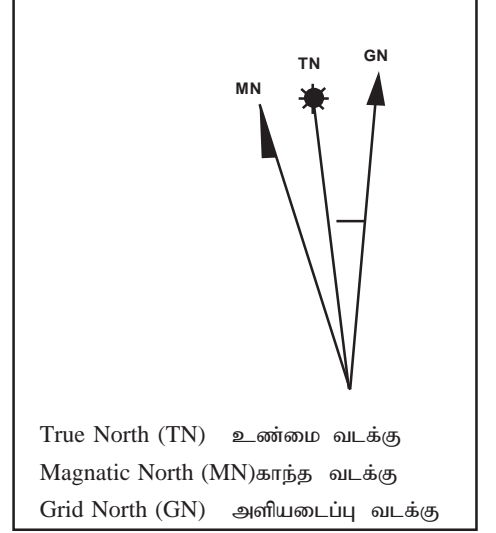 MN TN GN
True North (TN) உண்மை வடக்கு
Magnatic North (MN)காந்த வடக்கு
Grid North (GN) அளியடைப்பு வடக்கு